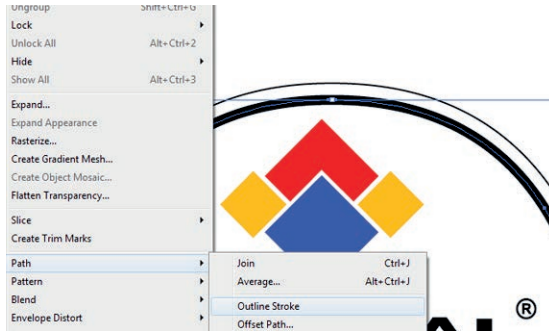 Ungroup Shift+Ctrl+G
Lock
Unlock All Alt+Ctrl+2
Hide
Show All Alt+Ctrl+3
Expand...
Expand Appearance
Rasterize...
Create Gradient Mesh...
Create Object Mosaic...
Flatten Transparency...
Slice
Create Trim Marks
Path
Pattern
Blend
Envelope Distort
Join Ctrl+J
Average... Alt+Ctrl+J
Outline Stroke
Offset Path...
®